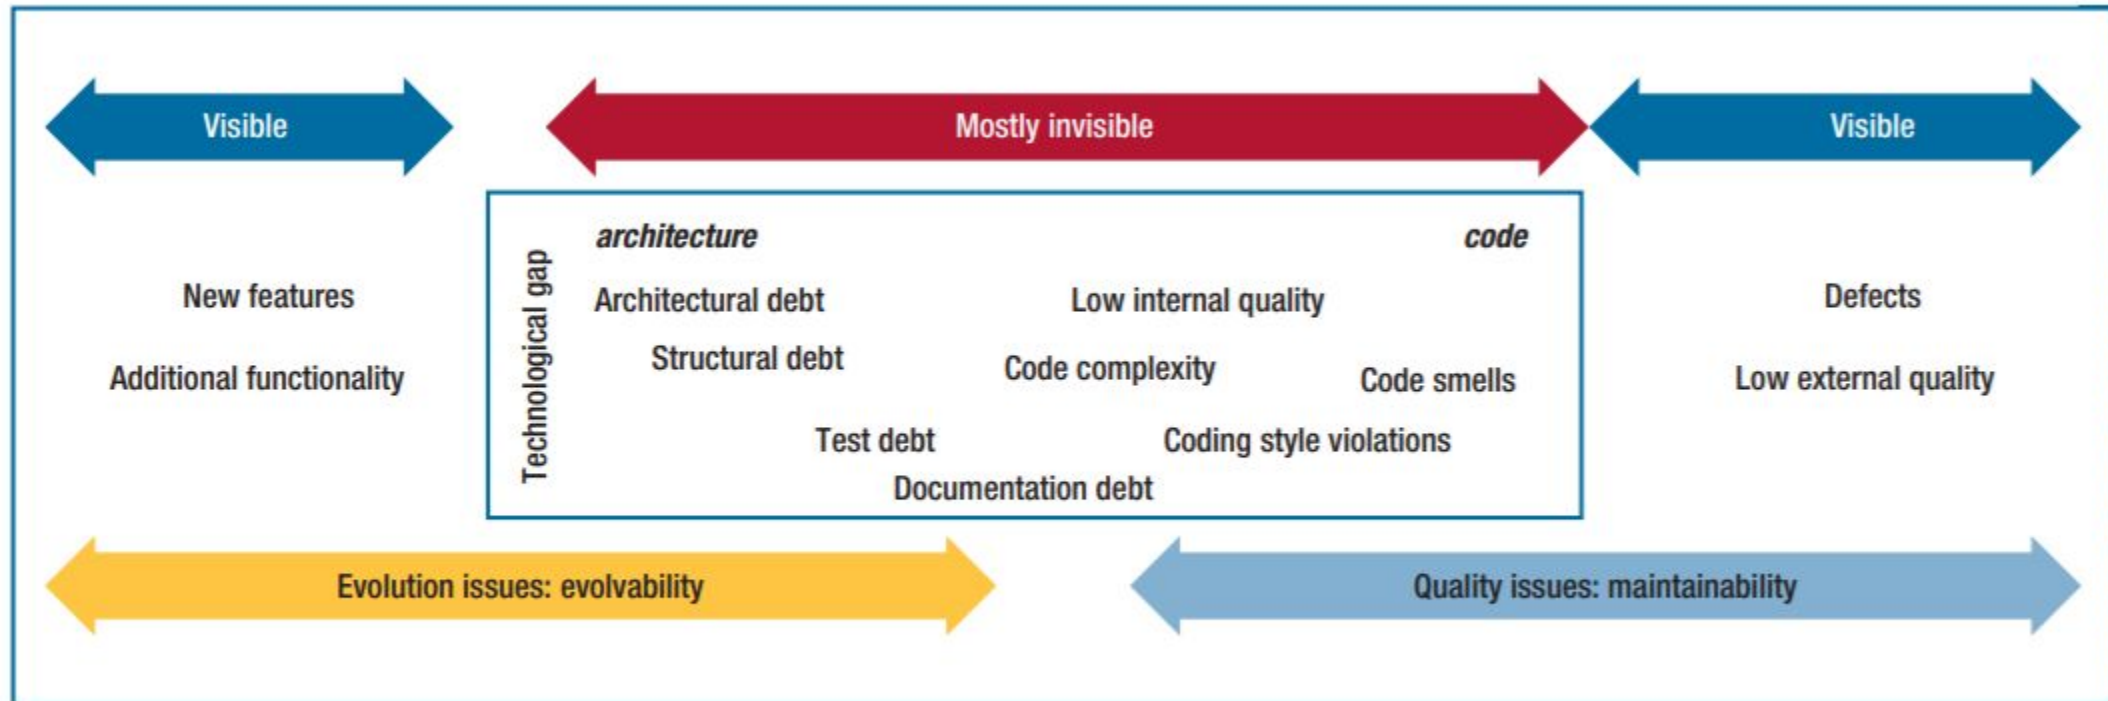 Visible
Mostly invisible
Visible
architecture
code
Technological gap
New features
Architectural debt
Low internal quality
Defects
Structural debt
Code complexity
Additional functionality
Code smells
Low external quality
Test debt
Coding style violations
Documentation debt
Evolution issues: evolvability
Quality issues: maintainability